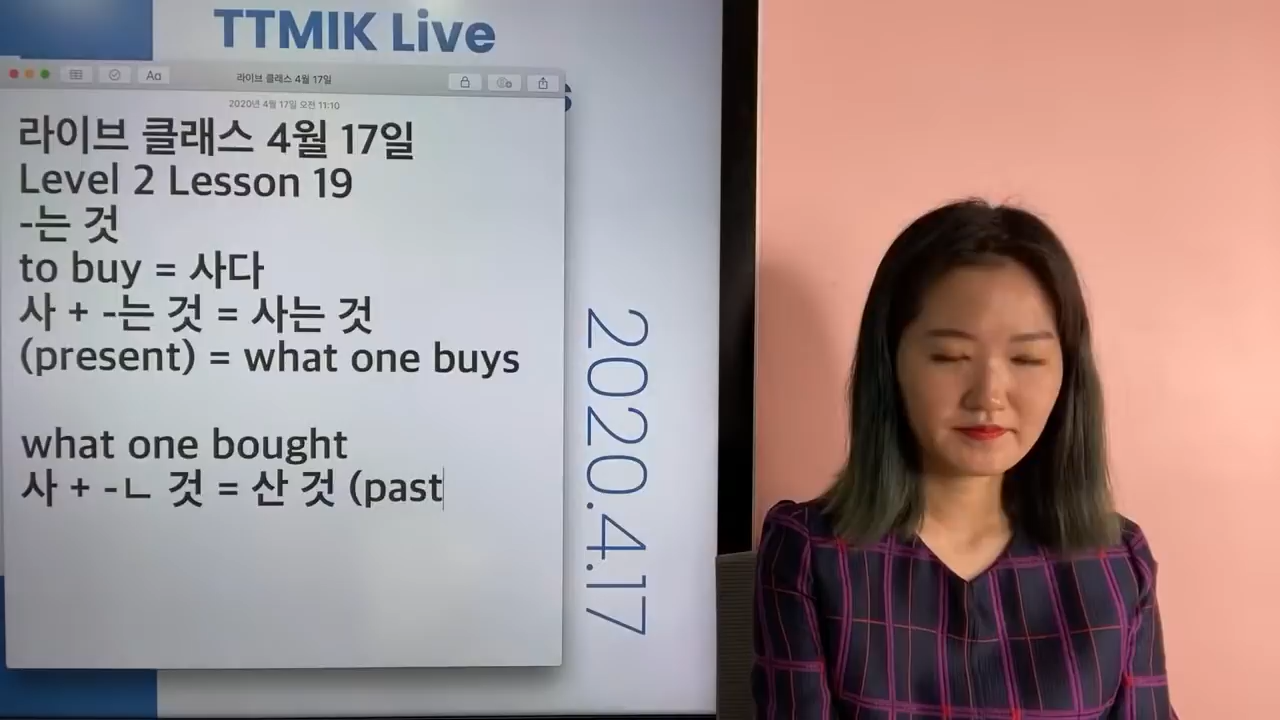 TTMIK Live
라이브 클래스 4월 17일
2020년 4월 17일 오전 11:10
라이브 클래스 4월 17일
Level 2 Lesson 19
-는 것
to buy = 사다
사 + -는 것 = 사는 것
(present) = what one buys
what one bought
사 + -ㄴ 것 = 산 것 (past
2020.4.17